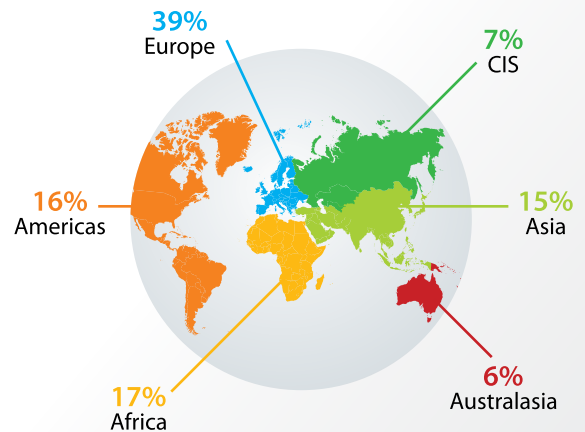 39%
Europe
7%
CIS
16%
Americas
15%
Asia
6%
Australasia
17%
Africa